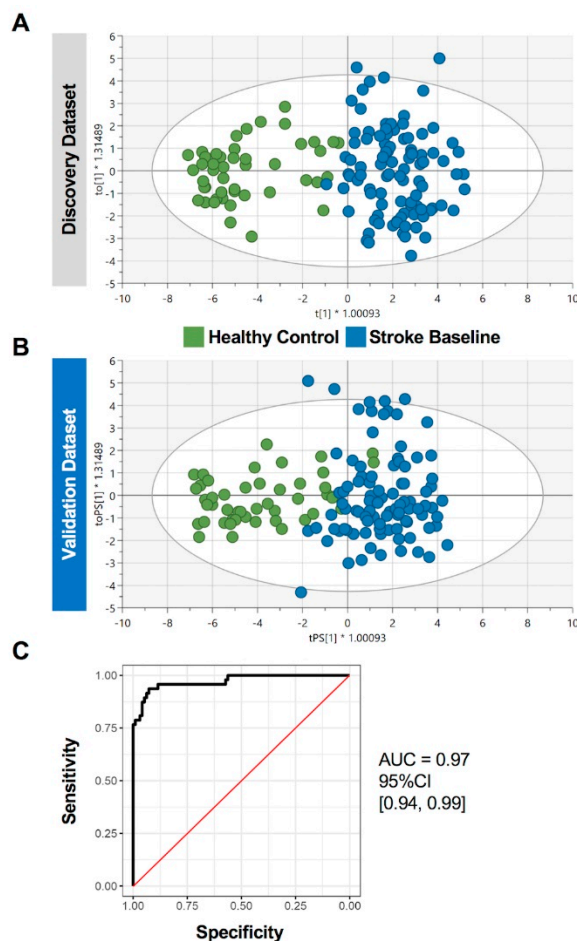 A
Discovery Dataset
to[1] * 1.31489
6
5
4
3
2
1
0
-1
-2
-3
-4
-5
-10 -8 -6 -4 -2 0 2 4 6 8 10
t[1] * 1.00093
Healthy Control Stroke Baseline
B
Validation Dataset
toPS[1] * 1.31489
6
5
4
3
2
1
0
-1
-2
-3
-4
-5
-10 -8 -6 -4 -2 0 2 4 6 8 10
tPS[1] * 1.00093
C
Sensitivity
1.00
0.75
0.50
0.25
0.00
1.00 0.75 0.50 0.25 0.00
Specificity
AUC = 0.97
95%CI
[0.94, 0.99]